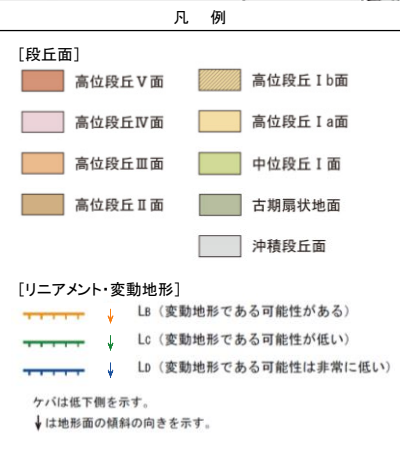 凡 例
[段丘面]
高位段丘Ⅴ面
高位段丘Ⅳ面
高位段丘Ⅲ面
高位段丘Ⅱ面
高位段丘Ⅰb面
高位段丘Ⅰa面
中位段丘Ⅰ面
古期扇状地面
沖積段丘面
[リニアメント・変動地形]
LB（変動地形である可能性がある）
LC（変動地形である可能性が低い）
LD（変動地形である可能性は非常に低い）
ケバは低下側を示す。
↓は地形面の傾斜の向きを示す。